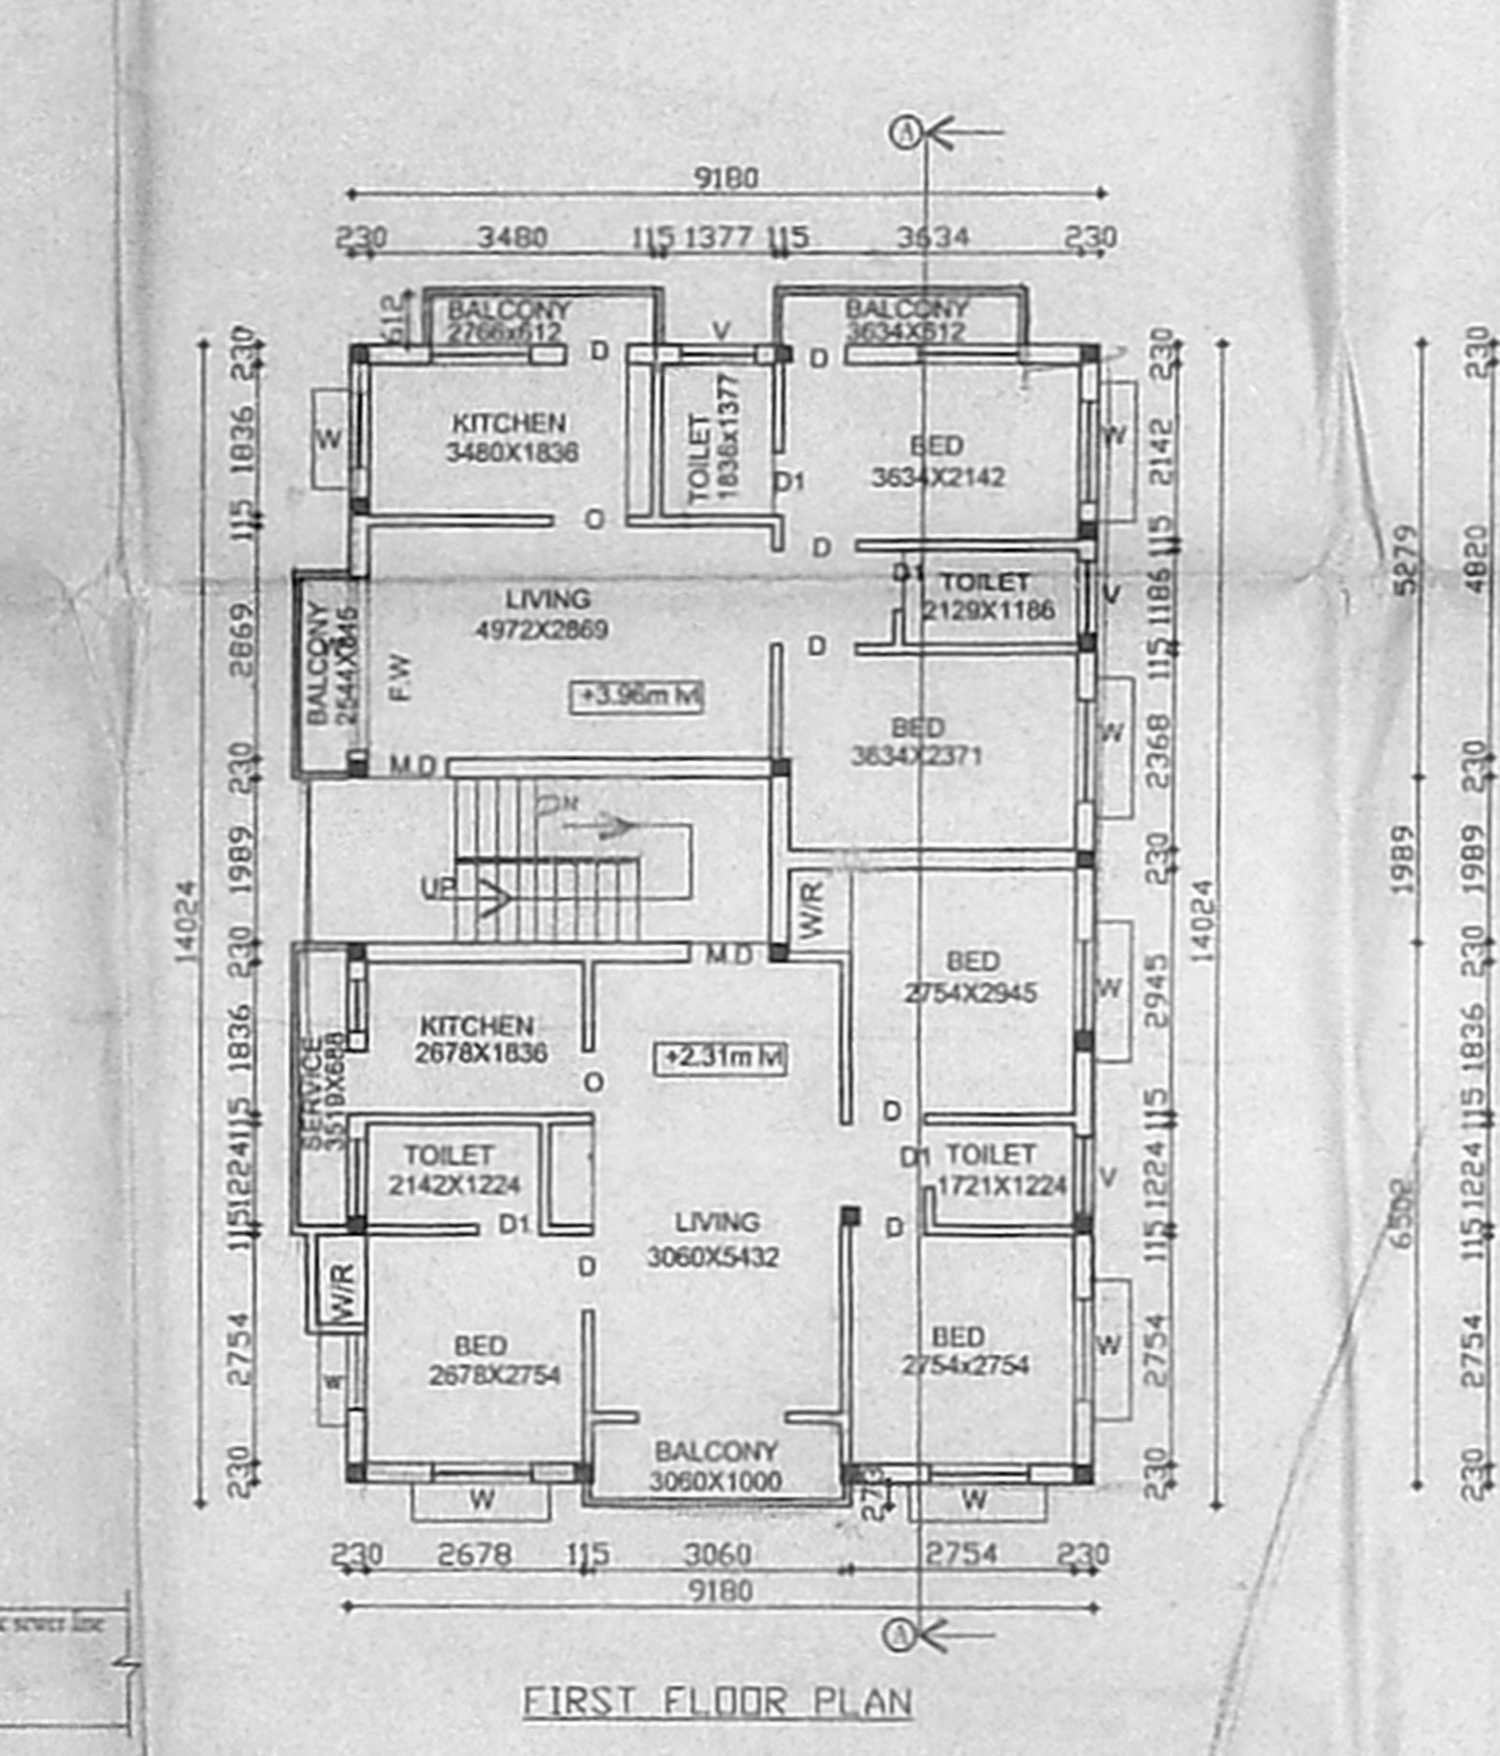 A
9180
230 3480 115 1377 115 3634 230
BALCONY
2766x612
612
BALCONY
3634X612
D
V
D
230
230
230
KITCHEN
3480X1836
W
1836
TOILET
1836x1377
D1
BED
3634X2142
W
2142
O
D
115
115
5279
4820
BALCONY
2544X646
LIVING
4972X2869
F.W
+3.96m lvl
2869
D1
TOILET
2129X1186
V
1186
D
115
BED
3634X2371
W
2368
M.D
230
230
DN
UP
1989
230
1989
1989
14024
14024
W/R
230
M.D
230
BED
2754X2945
W
2945
KITCHEN
2678X1836
1836
1836
+2.31m lvl
O
SERVICE
3519X688
115
D
115
115
TOILET
2142X1224
1224
D1
D1
TOILET
1721X1224
V
1224
1224
LIVING
3060X5432
115
D
115
115
6502
D
W/R
BED
2678X2754
2754
BED
2754x2754
W
2754
2754
BALCONY
3060X1000
230
230
230
W
W
230 2678 115 3060 2754 230
9180
A
FIRST FLOOR PLAN
sewer line